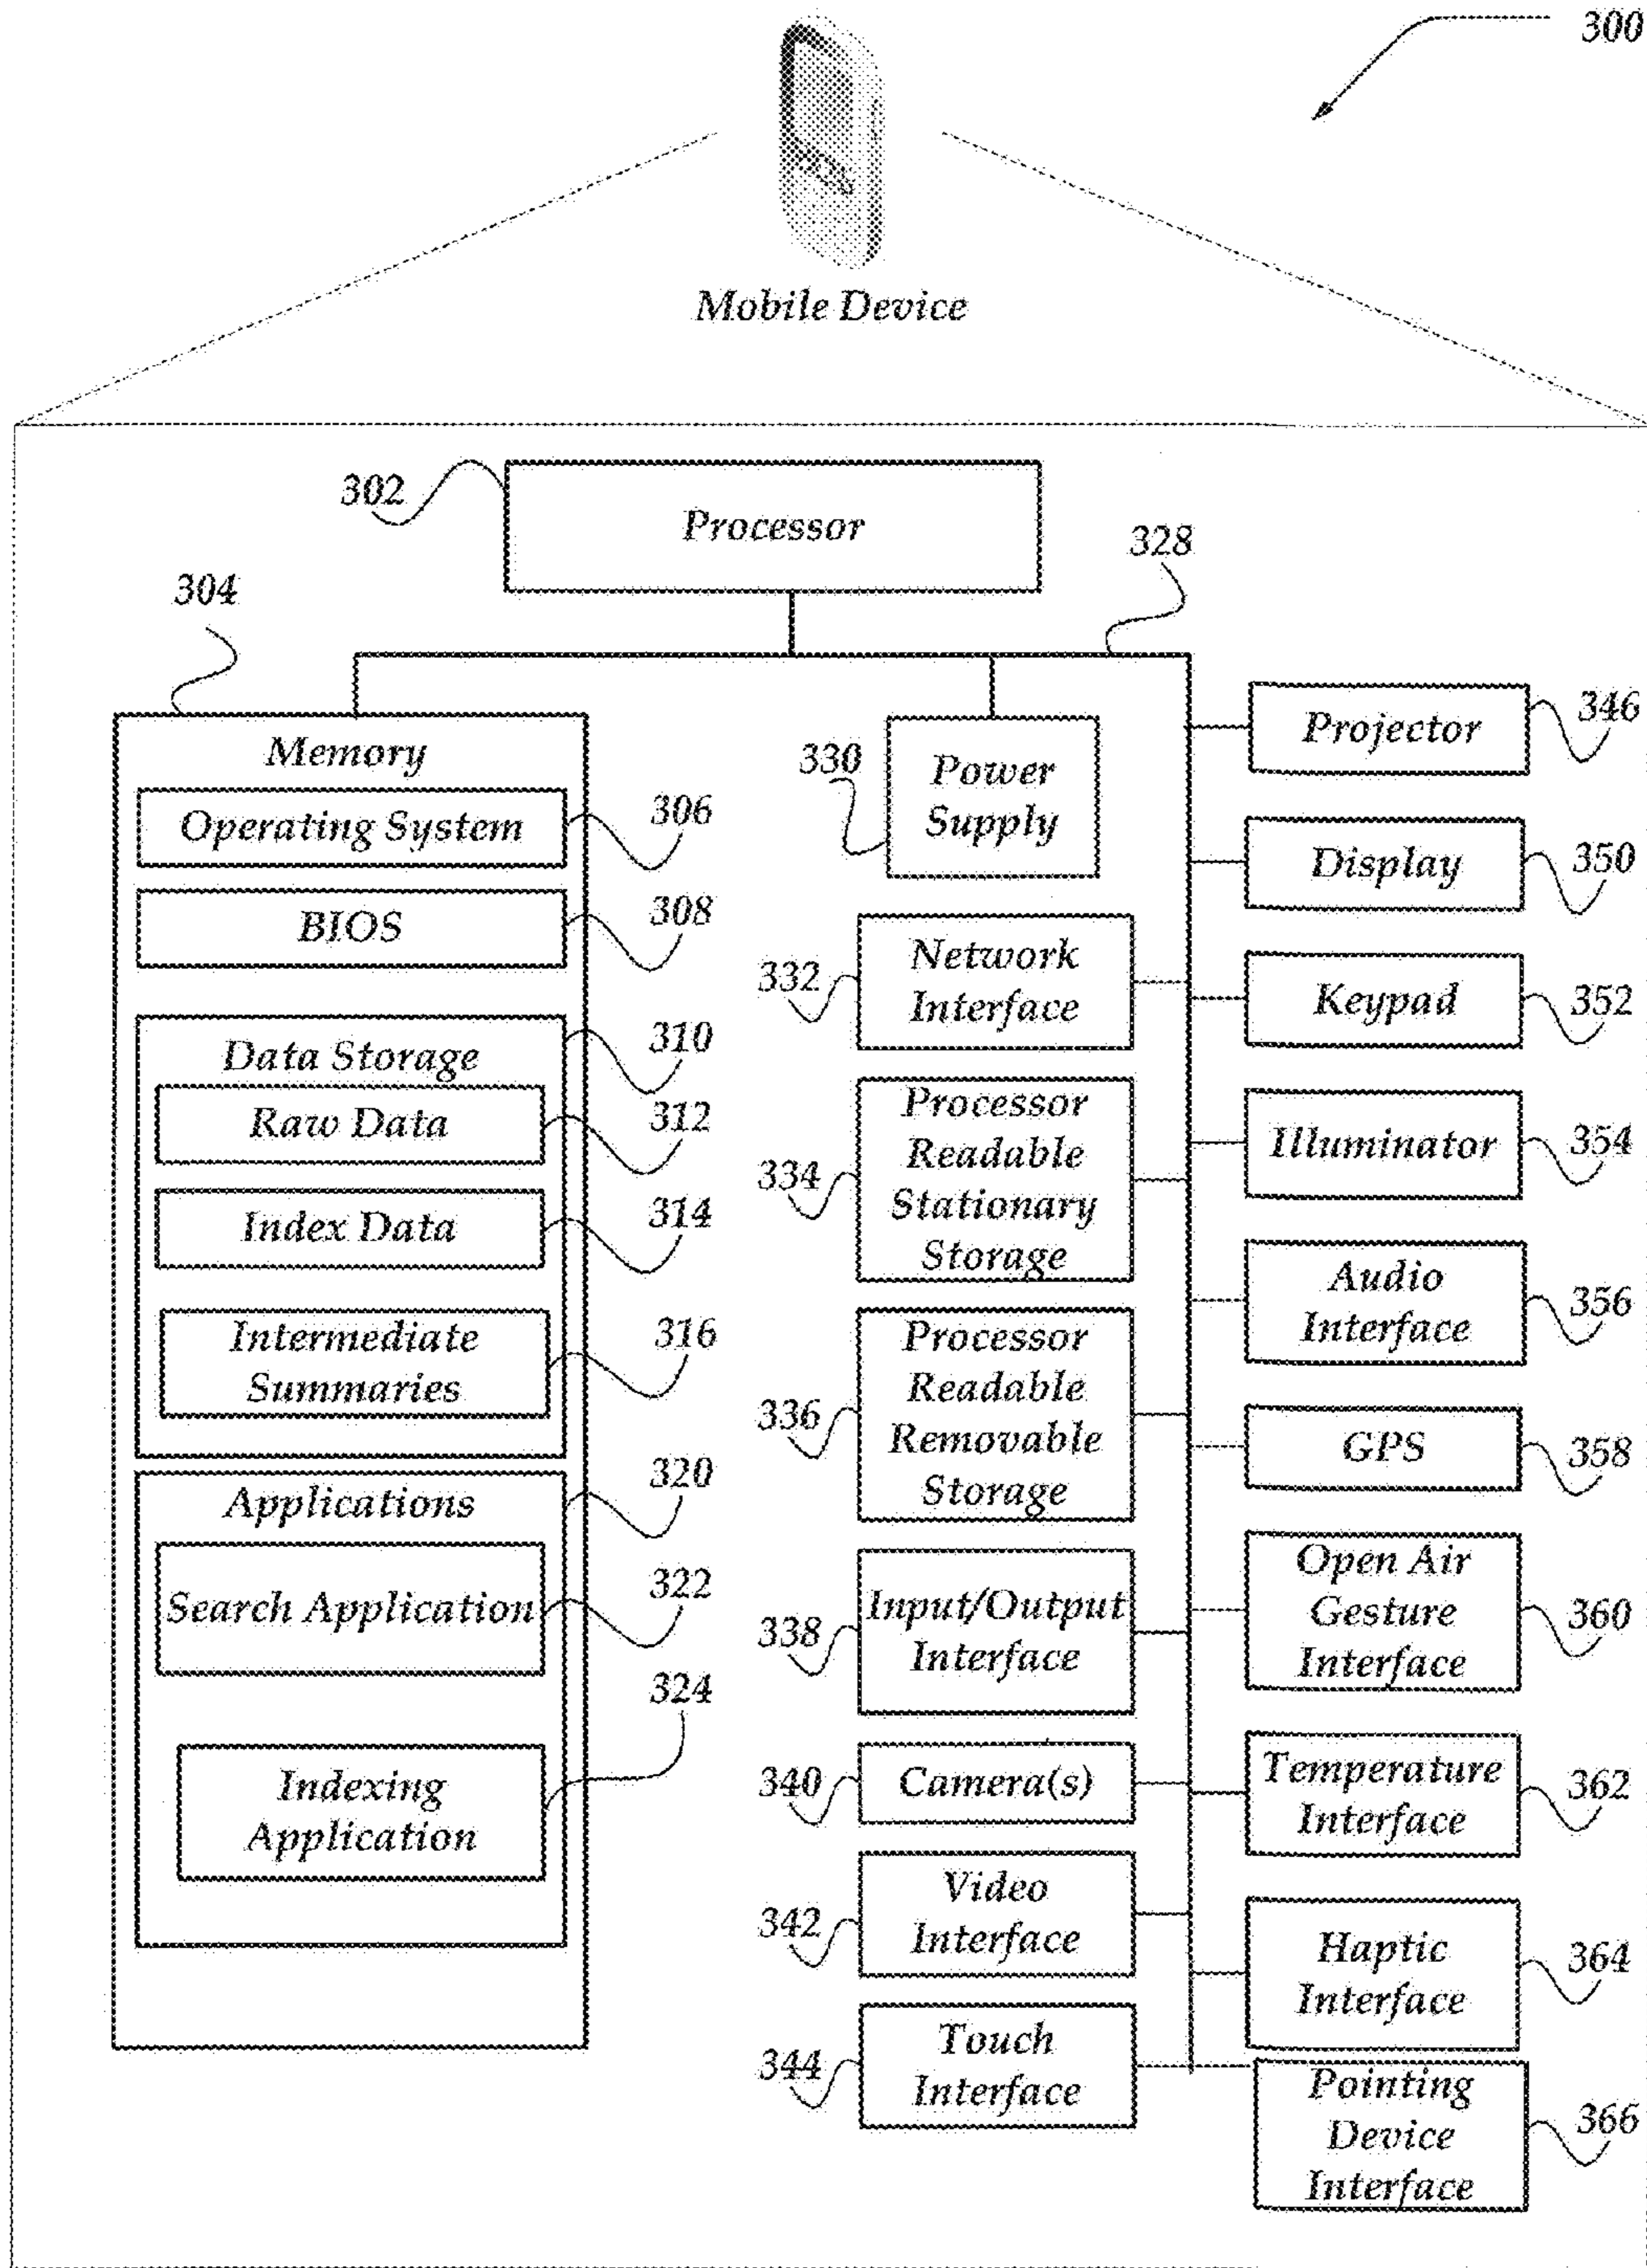 300
Mobile Device
302
Processor
328
304
Memory
Operating System
306
BIOS
308
Data Storage
310
Raw Data
312
Index Data
314
Intermediate
Summaries
316
Applications
320
Search Application
322
324
Indexing
Application
330
Power
Supply
332
Network
Interface
334
Processor
Readable
Stationary
Storage
336
Processor
Readable
Removable
Storage
338
Input/Output
Interface
340
Camera(s)
342
Video
Interface
344
Touch
Interface
Projector
346
Display
350
Keypad
352
Illuminator
354
Audio
Interface
356
GPS
358
Open Air
Gesture
Interface
360
Temperature
Interface
362
Haptic
Interface
364
Pointing
Device
Interface
366